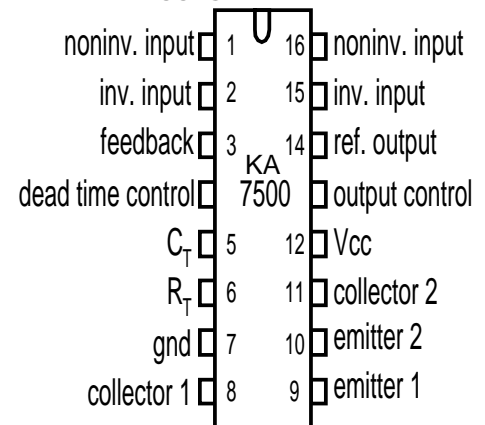 noninv. input 1 16 noninv. input
inv. input 2 15 inv. input
feedback 3 14 ref. output
KA
dead time control 7500 output control
C_T 5 12 Vcc
R_T 6 11 collector 2
gnd 7 10 emitter 2
collector 1 8 9 emitter 1